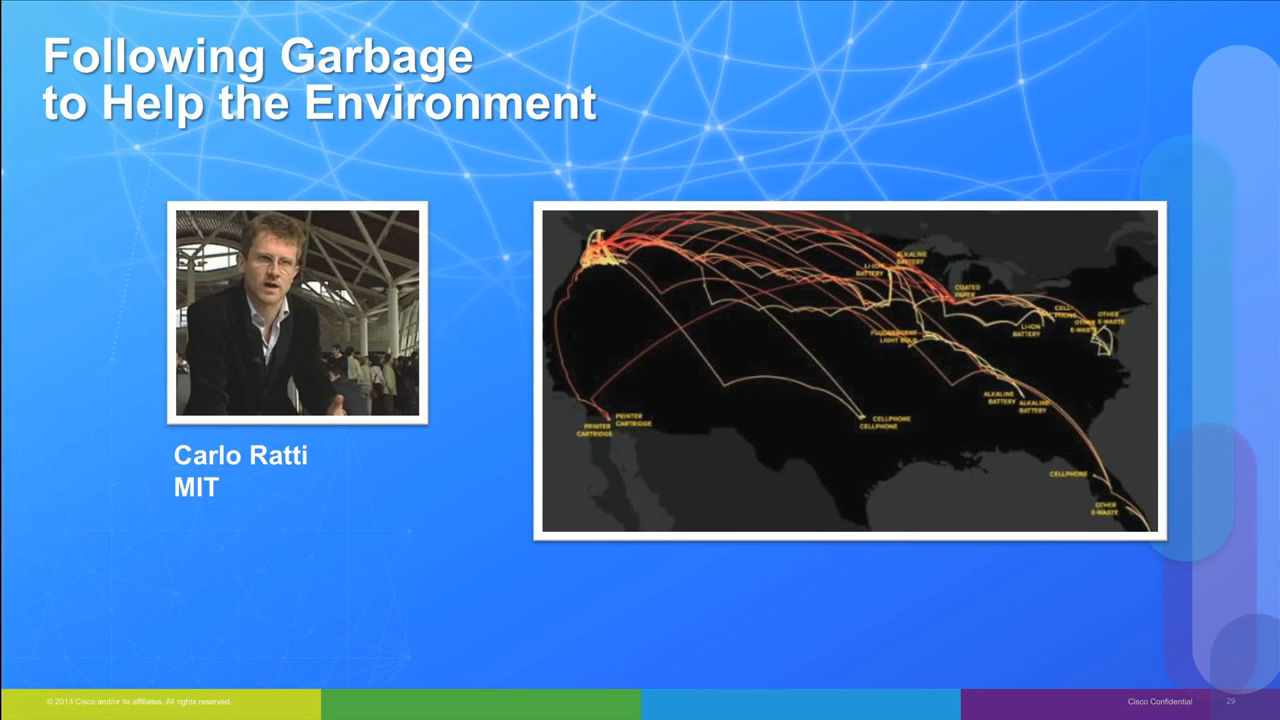 Following Garbage
to Help the Environment
Carlo Ratti
MIT
LI-ION
BATTERY
ALKALINE
BATTERY
COATED
PAPER
CELL-
PHONE
LI-ION
BATTERY
OTHER
E-WASTE
OTHER
E-WASTE
FLUORESCENT
LIGHT BULB
ALKALINE
BATTERY
ALKALINE
BATTERY
PRINTER
CARTRIDGE
PRINTER
CARTRIDGE
CELLPHONE
CELLPHONE
CELLPHONE
OTHER
E-WASTE
© 2013 Cisco and/or its affiliates. All rights reserved.
Cisco Confidential
29